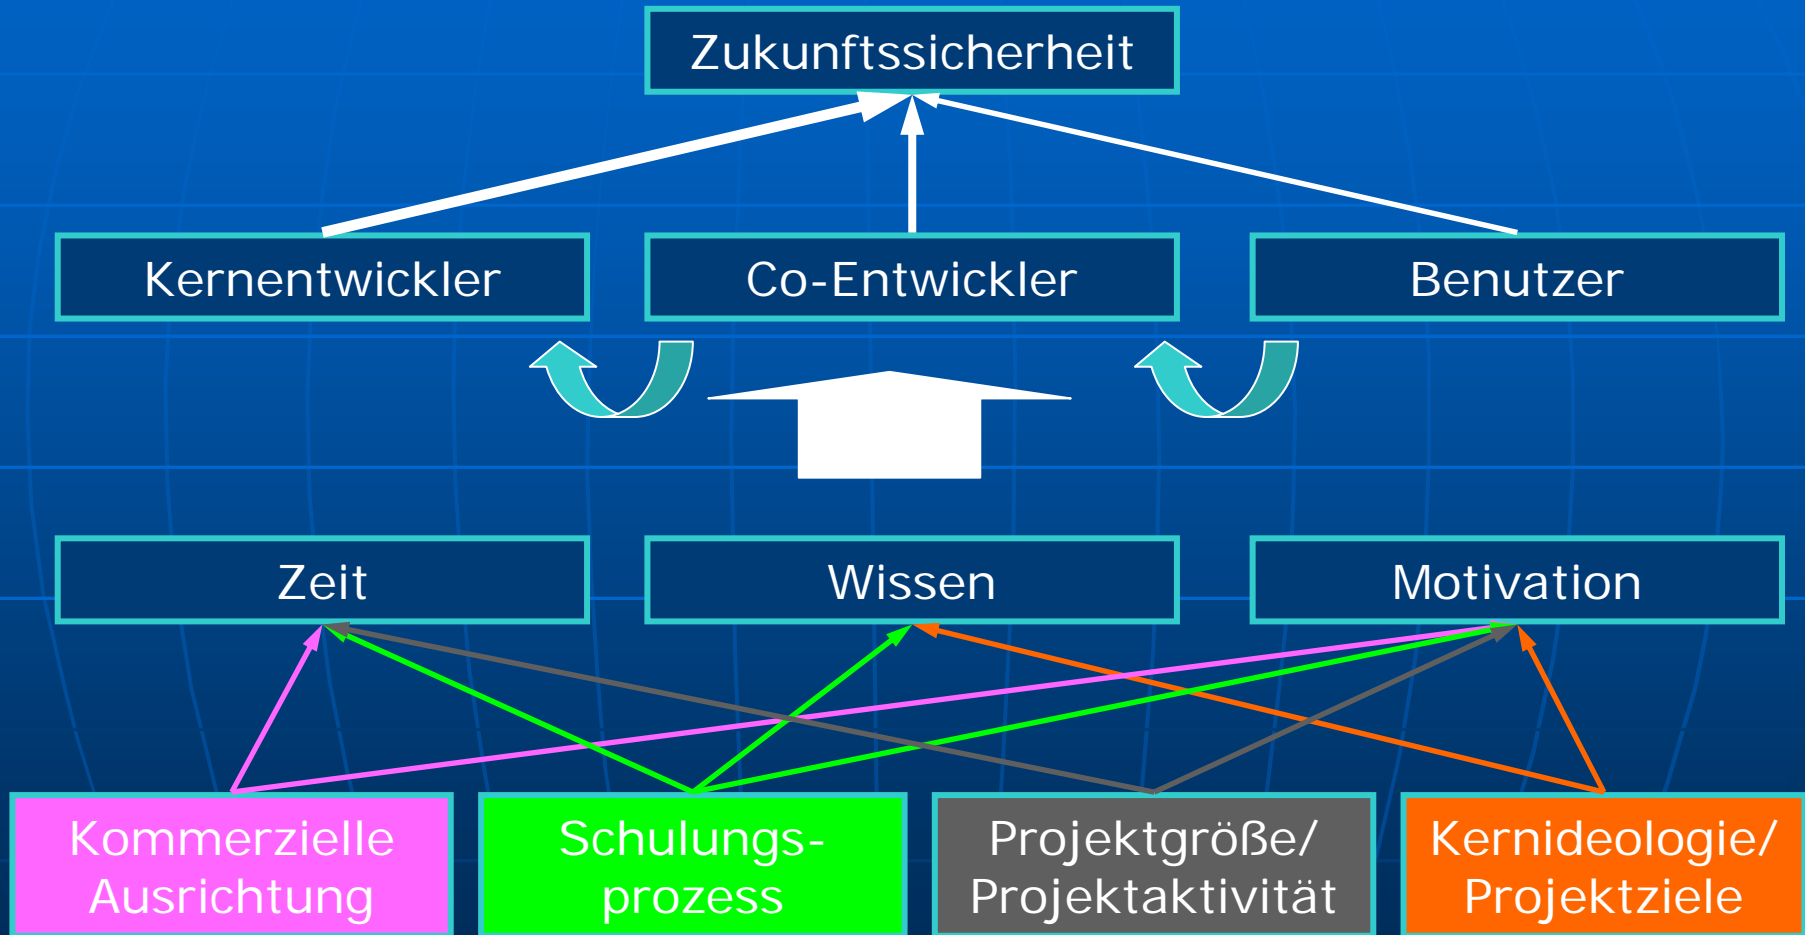 Zukunftssicherheit
Kernentwickler
Co-Entwickler
Benutzer
Zeit
Wissen
Motivation
Kommerzielle
Ausrichtung
Schulungs-
prozess
Projektgröße/
Projektaktivität
Kernideologie/
Projektziele